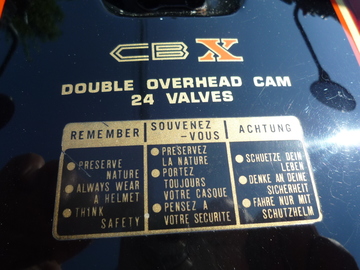 CBX
DOUBLE OVERHEAD CAM
24 VALVES
REMEMBER
• PRESERVE
NATURE
• ALWAYS WEAR
A HELMET
• THINK
SAFETY
SOUVENEZ
-VOUS
• PRESERVEZ
LA NATURE
• PORTEZ
TOUJOURS
VOTRE CASQUE
• PENSEZ A
VOTRE SECURITE
ACHTUNG
• SCHUETZE DEIN
LEBEN
• DENKE AN DEINE
SICHERHEIT
• FAHRE NUR MIT
SCHUTZHELM